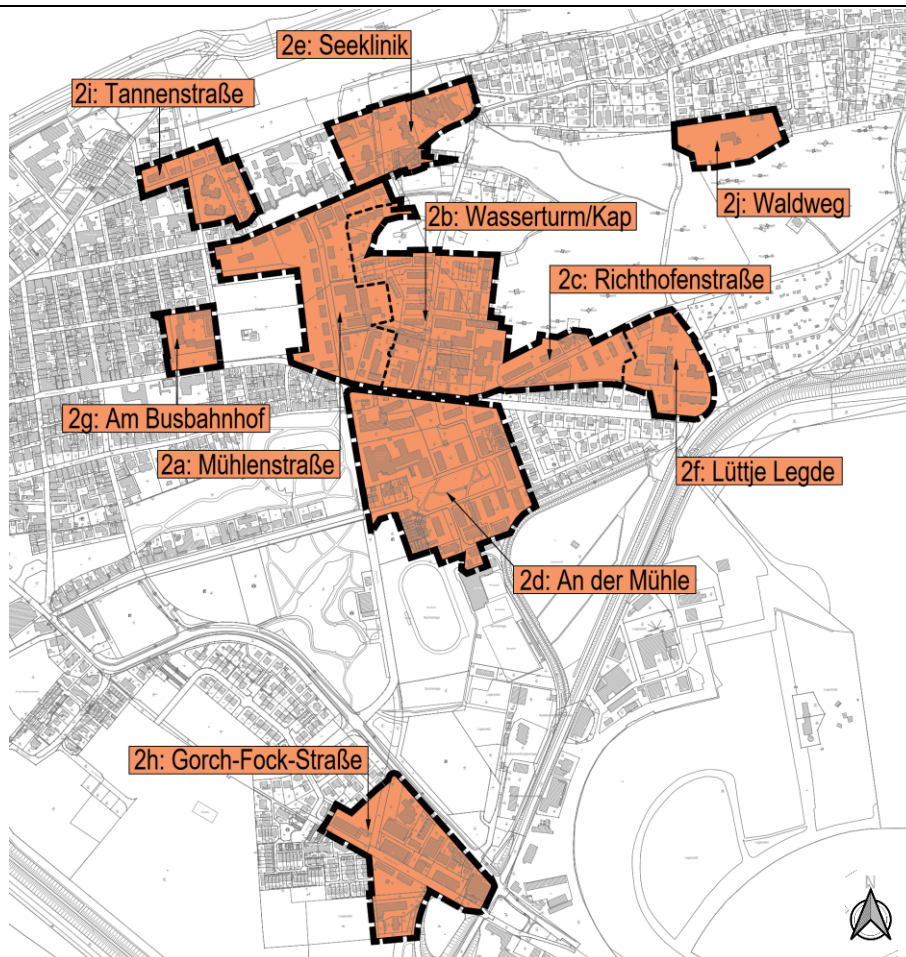 2e: Seeklinik
2i: Tannenstraße
2j: Waldweg
2b: Wasserturm/Kap
2c: Richthofenstraße
2g: Am Busbahnhof
2a: Mühlenstraße
2f: Lüttje Legde
2d: An der Mühle
2h: Gorch-Fock-Straße
N